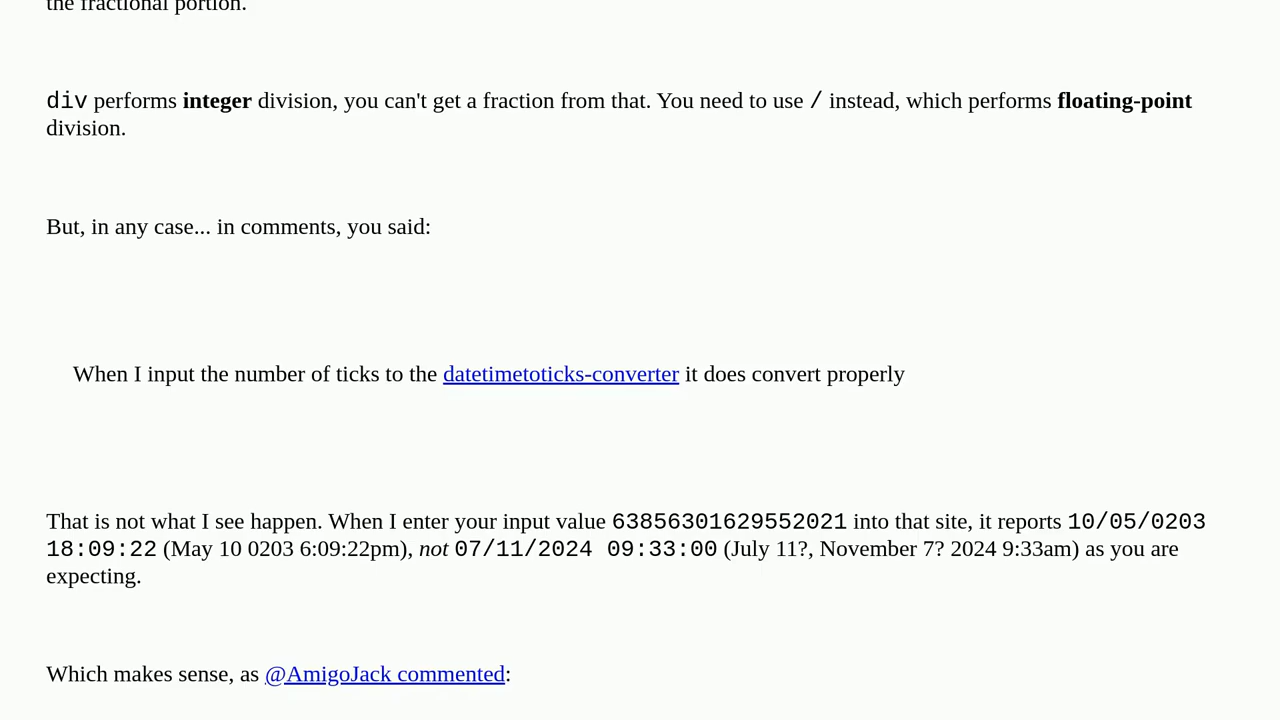 the fractional portion.
div performs integer division, you can't get a fraction from that. You need to use / instead, which performs floating-point
division.
But, in any case... in comments, you said:
When I input the number of ticks to the datetimetoticks-converter it does convert properly
That is not what I see happen. When I enter your input value 63856301629552021 into that site, it reports 10/05/0203
18:09:22 (May 10 0203 6:09:22pm), not 07/11/2024 09:33:00 (July 11?, November 7? 2024 9:33am) as you are
expecting.
Which makes sense, as @AmigoJack commented: